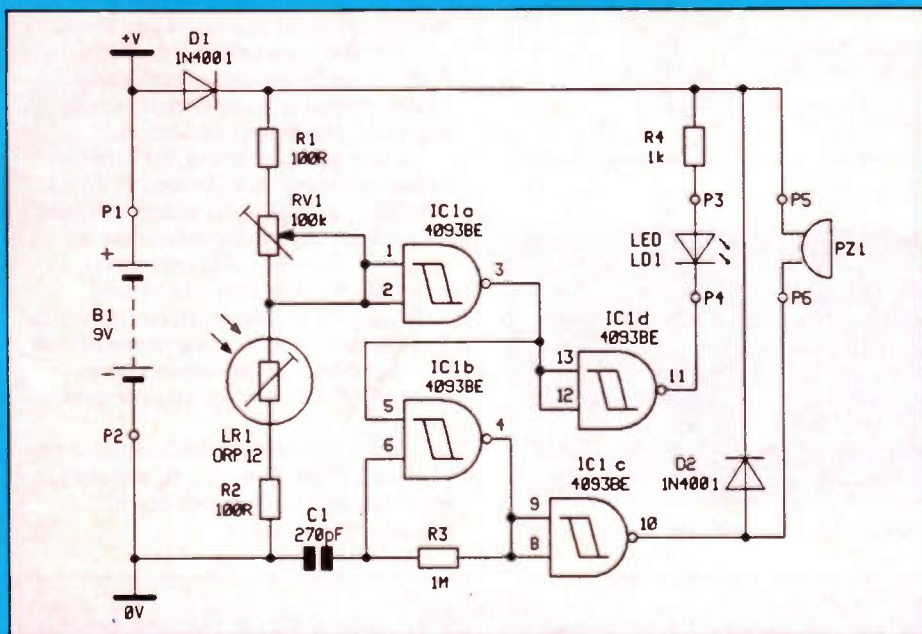 +V
D1
1N4001
R1
100R
RV1
100k
P1
+
B1
9V
-
P2
LR1
ORP12
R2
100R
C1
270pF
0V
IC1a
4093BE
1
2
3
IC1b
4093BE
5
6
4
R3
1M
IC1d
4093BE
13
12
11
IC1c
4093BE
9
8
10
R4
1k
P3
LED
LD1
P4
D2
1N4001
P5
PZ1
P6